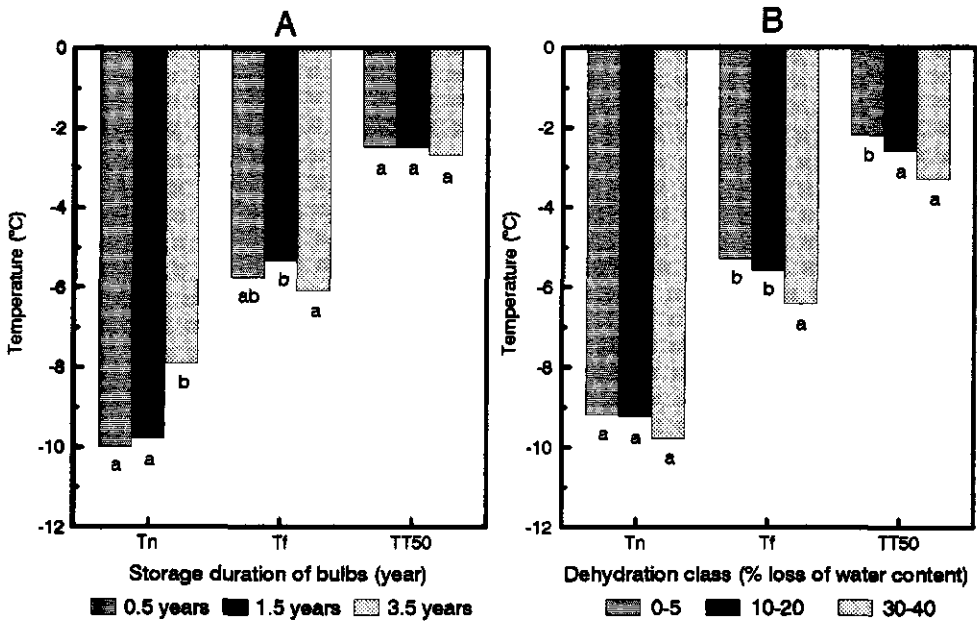 A
0
-2
-4
-6
-8
-10
-12
Temperature (°C)
a a b
ab b a
a a a
Tn Tf TT50
Storage duration of bulbs (year)
0.5 years 1.5 years 3.5 years
B
0
-2
-4
-6
-8
-10
-12
Temperature (°C)
a a a
b b a
b a a
Tn Tf TT50
Dehydration class (% loss of water content)
0-5 10-20 30-40